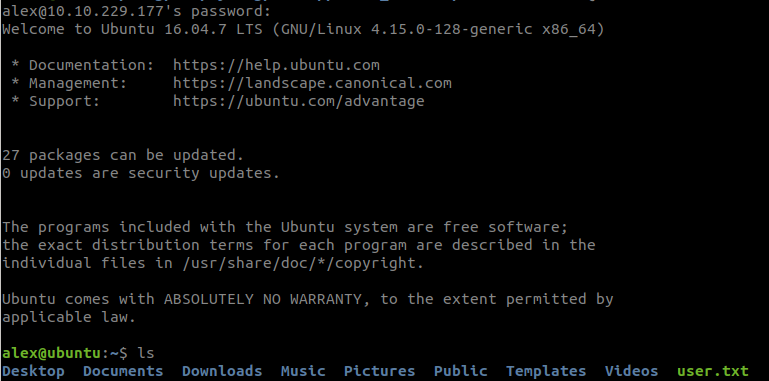 alex@10.10.229.177's password:
Welcome to Ubuntu 16.04.7 LTS (GNU/Linux 4.15.0-128-generic x86_64)
* Documentation:  https://help.ubuntu.com
* Management:     https://landscape.canonical.com
* Support:        https://ubuntu.com/advantage
27 packages can be updated.
0 updates are security updates.
The programs included with the Ubuntu system are free software;
the exact distribution terms for each program are described in the
individual files in /usr/share/doc/*/copyright.
Ubuntu comes with ABSOLUTELY NO WARRANTY, to the extent permitted by
applicable law.
alex@ubuntu:~$ ls
Desktop  Documents  Downloads  Music  Pictures  Public  Templates  Videos  user.txt